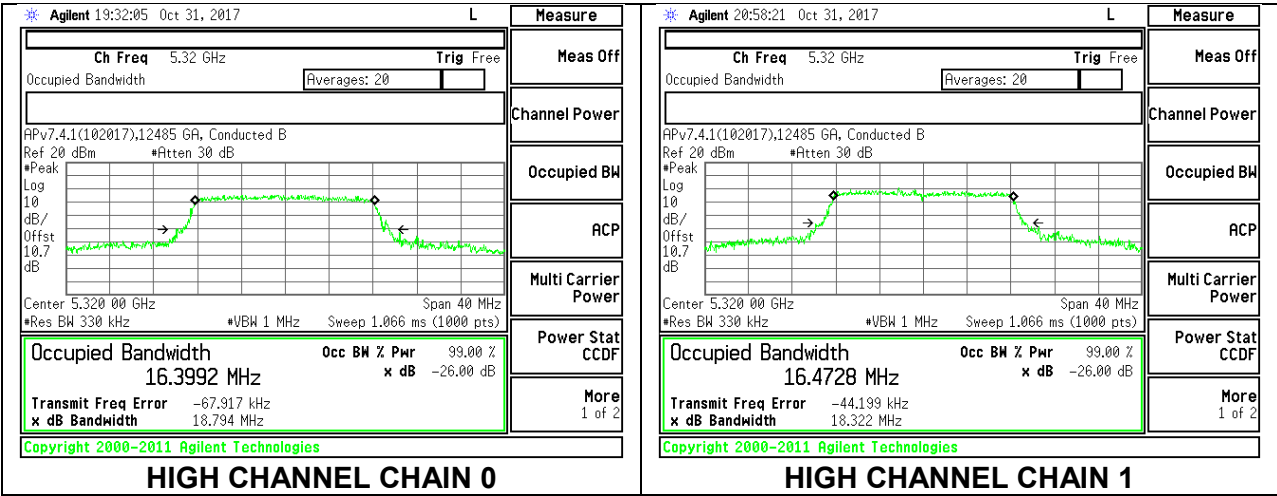 Agilent 19:32:05 Oct 31, 2017 L Measure
Ch Freq 5.32 GHz Trig Free
Meas Off
Occupied Bandwidth Averages: 20
Channel Power
APv7.4.1(102017),12485 GA, Conducted B
Ref 20 dBm #Atten 30 dB
#Peak
Log
10
dB/
Offst
10.7
dB
Occupied BW
ACP
Multi Carrier
Power
Center 5.320 00 GHz Span 40 MHz
#Res BW 330 kHz #VBW 1 MHz Sweep 1.066 ms (1000 pts)
Power Stat
CCDF
Occupied Bandwidth Occ BW % Pwr 99.00 %
16.3992 MHz x dB -26.00 dB
More
1 of 2
Transmit Freq Error -67.917 kHz
x dB Bandwidth 18.794 MHz
Copyright 2000-2011 Agilent Technologies
HIGH CHANNEL CHAIN 0
Agilent 20:58:21 Oct 31, 2017 L Measure
Ch Freq 5.32 GHz Trig Free
Meas Off
Occupied Bandwidth Averages: 20
Channel Power
APv7.4.1(102017),12485 GA, Conducted B
Ref 20 dBm #Atten 30 dB
#Peak
Log
10
dB/
Offst
10.7
dB
Occupied BW
ACP
Multi Carrier
Power
Center 5.320 00 GHz Span 40 MHz
#Res BW 330 kHz #VBW 1 MHz Sweep 1.066 ms (1000 pts)
Power Stat
CCDF
Occupied Bandwidth Occ BW % Pwr 99.00 %
16.4728 MHz x dB -26.00 dB
More
1 of 2
Transmit Freq Error -44.199 kHz
x dB Bandwidth 18.322 MHz
Copyright 2000-2011 Agilent Technologies
HIGH CHANNEL CHAIN 1